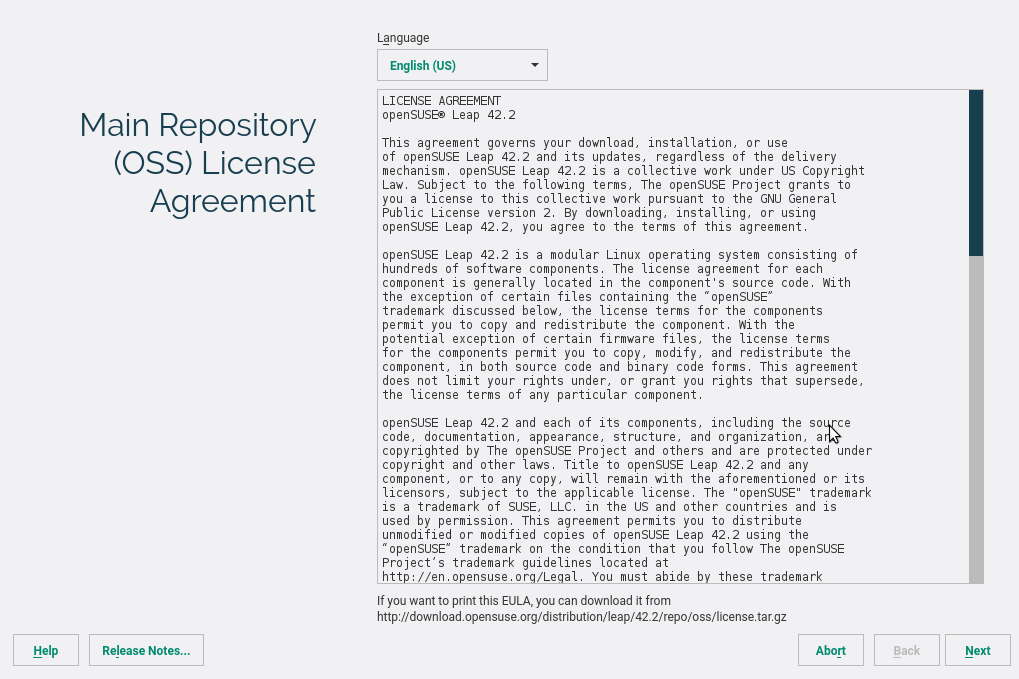 Language
English (US)
Main Repository
(OSS) License
Agreement
LICENSE AGREEMENT
openSUSE® Leap 42.2
This agreement governs your download, installation, or use
of openSUSE Leap 42.2 and its updates, regardless of the delivery
mechanism. openSUSE Leap 42.2 is a collective work under US Copyright
Law. Subject to the following terms, The openSUSE Project grants to
you a license to this collective work pursuant to the GNU General
Public License version 2. By downloading, installing, or using
openSUSE Leap 42.2, you agree to the terms of this agreement.
openSUSE Leap 42.2 is a modular Linux operating system consisting of
hundreds of software components. The license agreement for each
component is generally located in the component's source code. With
the exception of certain files containing the “openSUSE”
trademark discussed below, the license terms for the components
permit you to copy and redistribute the component. With the
potential exception of certain firmware files, the license terms
for the components permit you to copy, modify, and redistribute the
component, in both source code and binary code forms. This agreement
does not limit your rights under, or grant you rights that supersede,
the license terms of any particular component.
openSUSE Leap 42.2 and each of its components, including the source
code, documentation, appearance, structure, and organization, are
copyrighted by The openSUSE Project and others and are protected under
copyright and other laws. Title to openSUSE Leap 42.2 and any
component, or to any copy, will remain with the aforementioned or its
licensors, subject to the applicable license. The "openSUSE" trademark
is a trademark of SUSE, LLC. in the US and other countries and is
used by permission. This agreement permits you to distribute
unmodified or modified copies of openSUSE Leap 42.2 using the
“openSUSE” trademark on the condition that you follow The openSUSE
Project’s trademark guidelines located at
http://en.opensuse.org/Legal. You must abide by these trademark
If you want to print this EULA, you can download it from
http://download.opensuse.org/distribution/leap/42.2/repo/oss/license.tar.gz
Help
Release Notes...
Abort
Back
Next